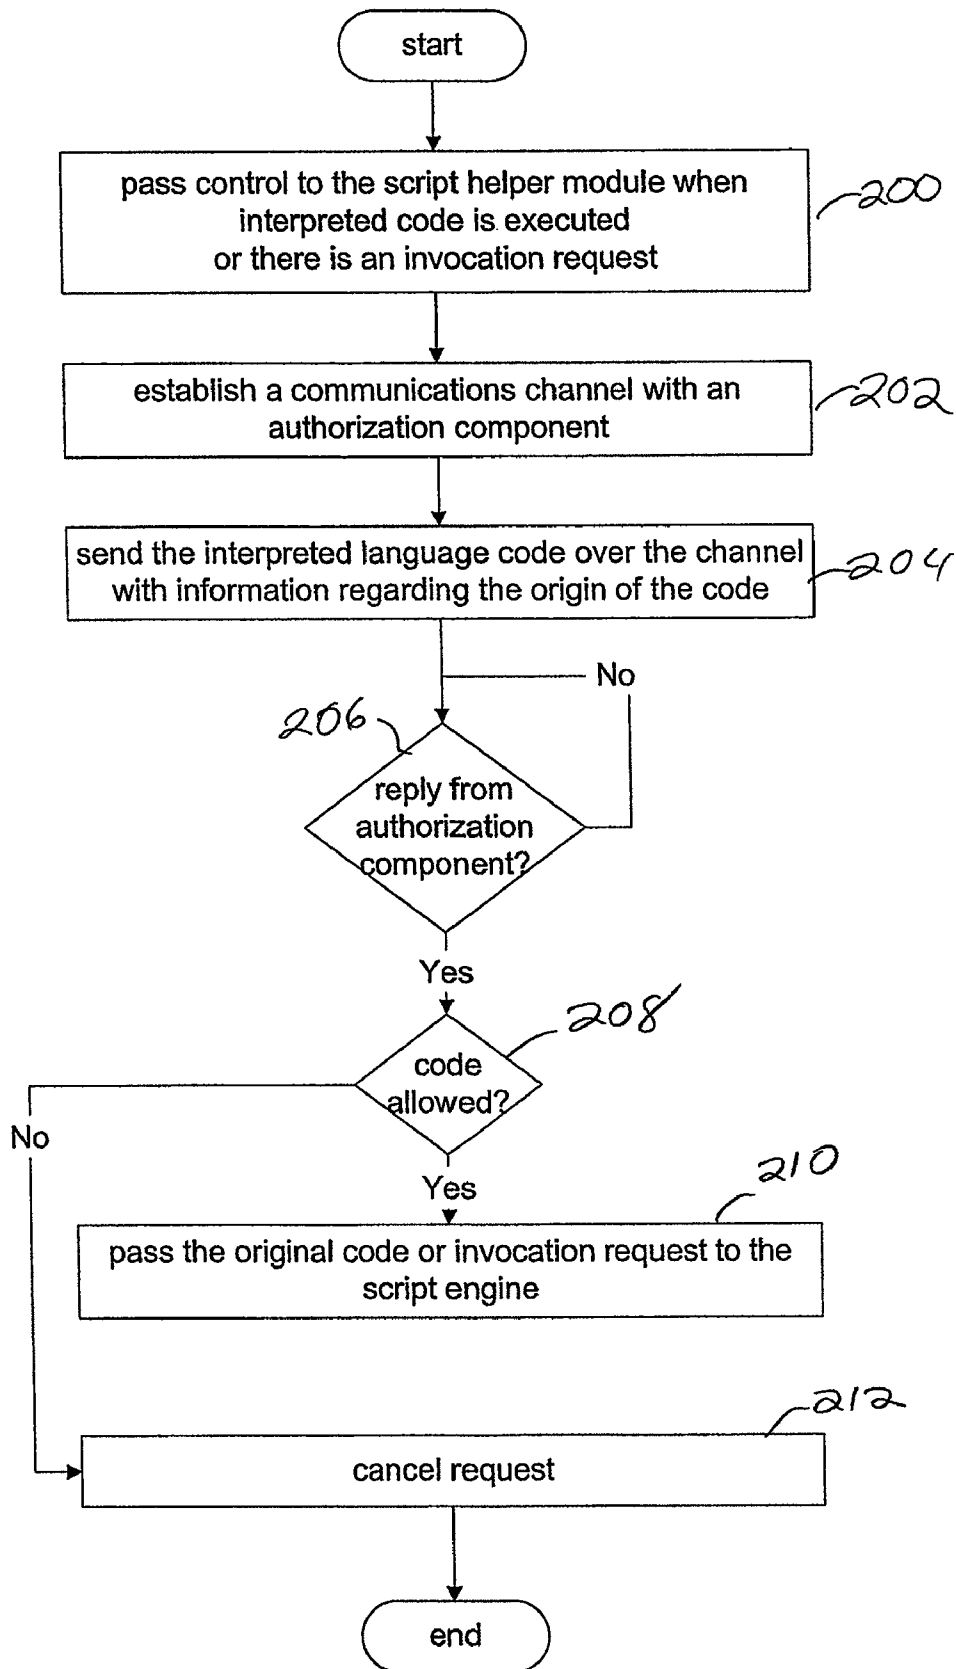 start
pass control to the script helper module when
interpreted code is executed
or there is an invocation request
200
establish a communications channel with an
authorization component
202
send the interpreted language code over the channel
with information regarding the origin of the code
204
No
206
reply from
authorization
component?
Yes
208
code
allowed?
No
Yes
210
pass the original code or invocation request to the
script engine
212
cancel request
end